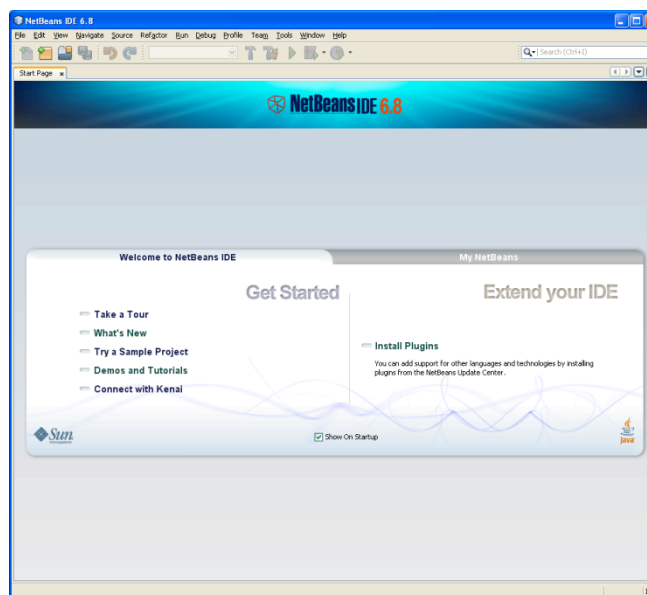 NetBeans IDE 6.8
File Edit View Navigate Source Refactor Run Debug Profile Team Tools Window Help
Search (Ctrl+I)
Start Page
NetBeans IDE 6.8
Welcome to NetBeans IDE
My NetBeans
Get Started
Extend your IDE
Take a Tour
What's New
Try a Sample Project
Demos and Tutorials
Connect with Kenai
Install Plugins
You can add support for other languages and technologies by installing
plugins from the NetBeans Update Center.
Sun
Show On Startup
Java